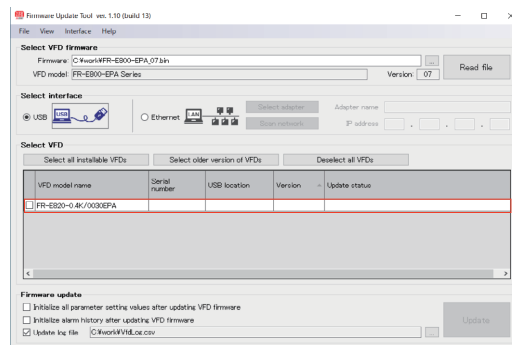 Firmware Update Tool ver. 1.10 (build 13)
File View Interface Help
Select VFD firmware
Firmware: C:¥work¥FR-E800-EPA_07.bin ... Read file
VFD model: FR-E800-EPA Series Version: 07
Select interface
USB USB Ethernet LAN Select adapter Adapter name
Scan network IP address . . .
Select VFD
Select all installable VFDs Select older version of VFDs Deselect all VFDs
VFD model name Serial number USB location Version Update status
FR-E820-0.4K/0030EPA
Firmware update
Initialize all parameter setting values after updating VFD firmware
Initialize alarm history after updating VFD firmware
Update log file C:¥work¥VfdLog.csv ... Update